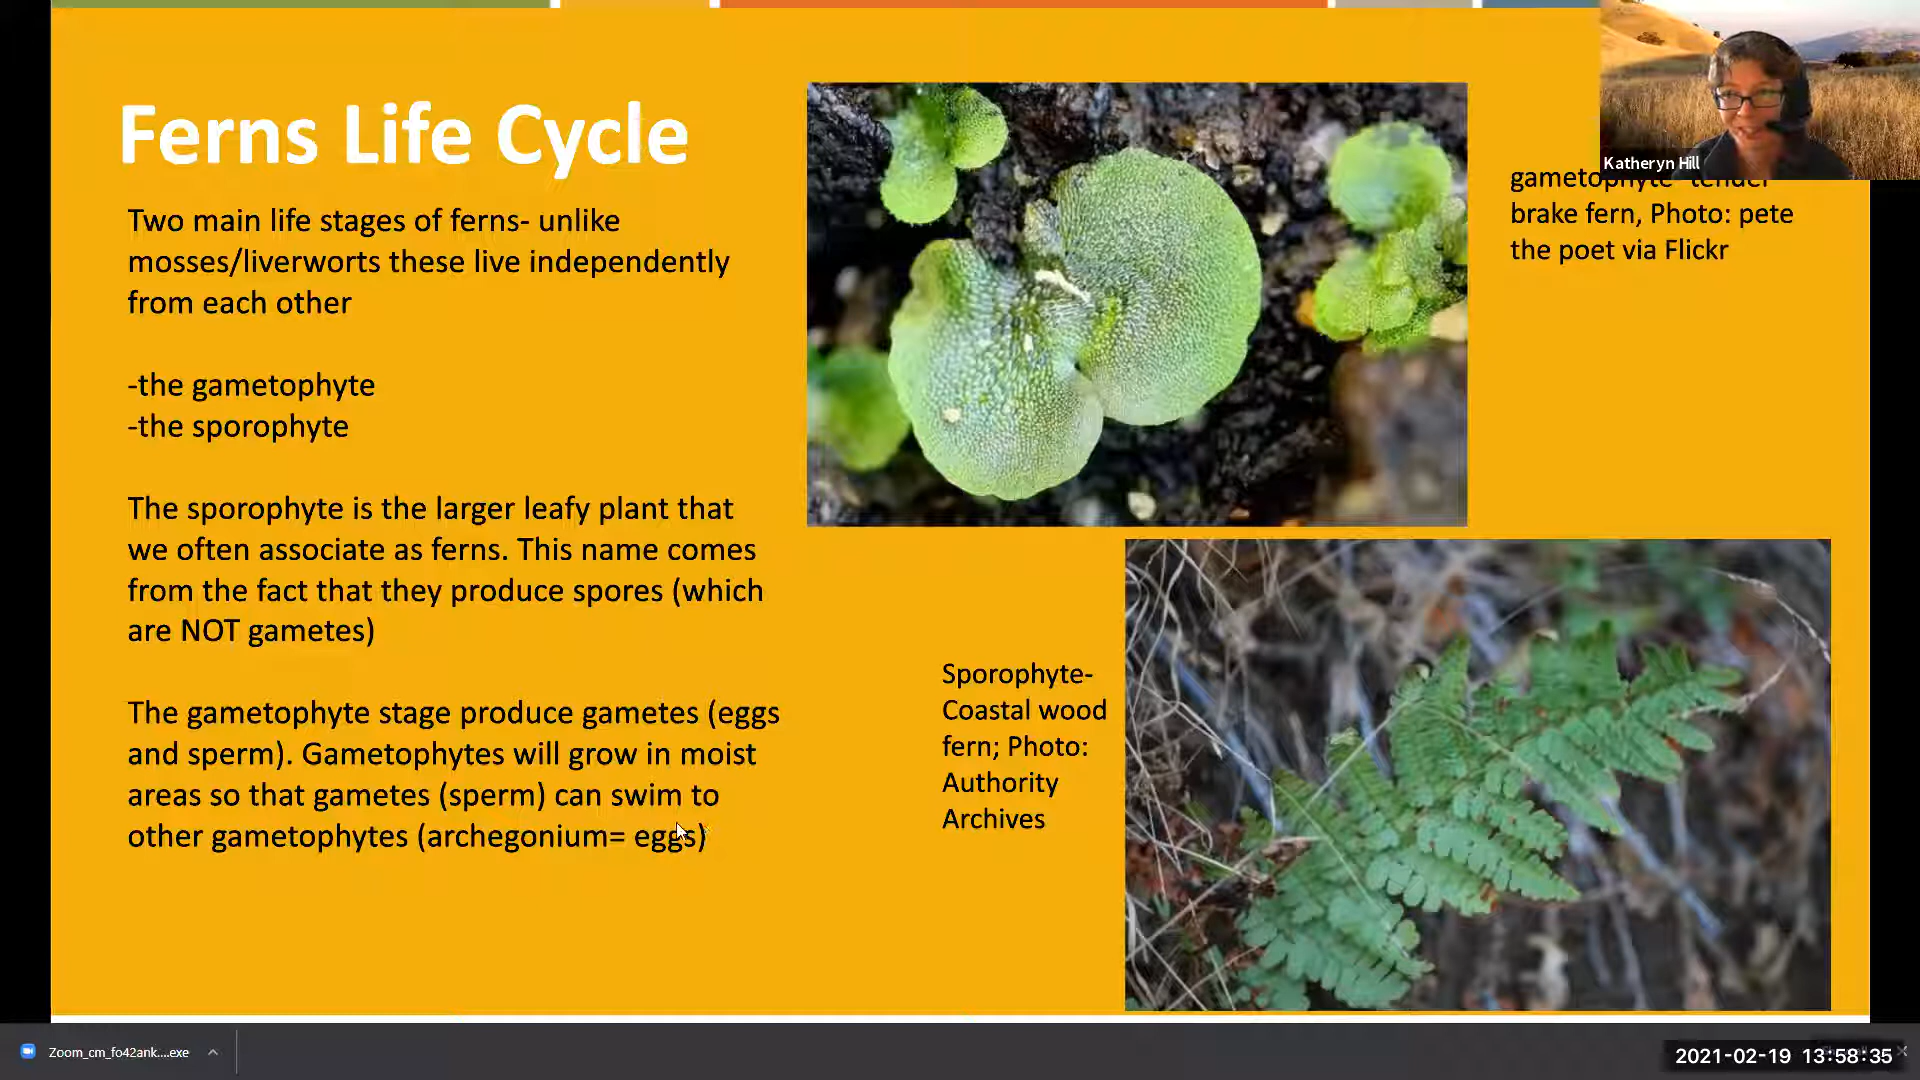 Ferns Life Cycle
Two main life stages of ferns- unlike
mosses/liverworts these live independently
from each other
-the gametophyte
-the sporophyte
The sporophyte is the larger leafy plant that
we often associate as ferns. This name comes
from the fact that they produce spores (which
are NOT gametes)
The gametophyte stage produce gametes (eggs
and sperm). Gametophytes will grow in moist
areas so that gametes (sperm) can swim to
other gametophytes (archegonium= eggs)
Katheryn Hill
gametophyte- tender
brake fern, Photo: pete
the poet via Flickr
Sporophyte-
Coastal wood
fern; Photo:
Authority
Archives
Zoom_cm_fo42ank....exe
2021-02-19 13:58:35